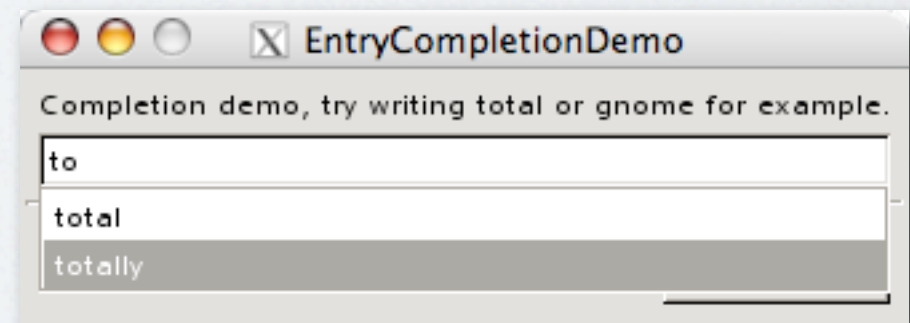 EntryCompletionDemo
Completion demo, try writing total or gnome for example.
to
total
totally